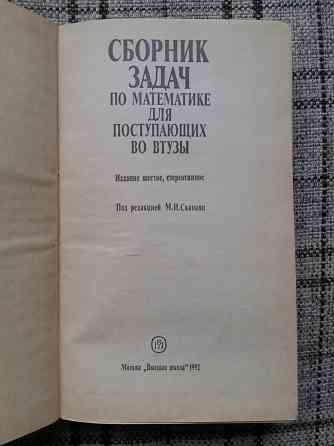 СБОРНИК
ЗАДАЧ
ПО МАТЕМАТИКЕ
ДЛЯ
ПОСТУПАЮЩИХ
ВО ВТУЗЫ
Издание шестое, стереотипное
Под редакцией М.И.Сканави
Москва „Высшая школа" 1992